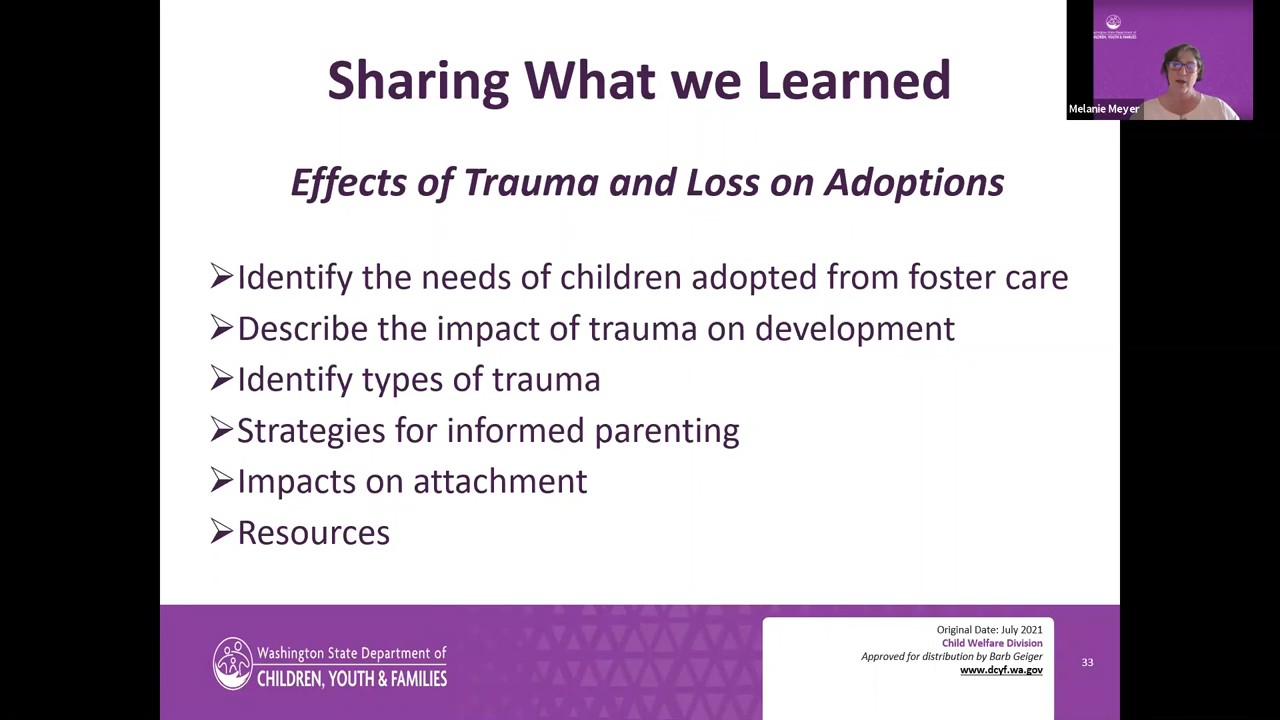 Sharing What we Learned
Effects of Trauma and Loss on Adoptions
➢Identify the needs of children adopted from foster care
➢Describe the impact of trauma on development
➢Identify types of trauma
➢Strategies for informed parenting
➢Impacts on attachment
➢Resources
Melanie Meyer
Washington State Department of
CHILDREN, YOUTH & FAMILIES
Original Date: July 2021
Child Welfare Division
Approved for distribution by Barb Geiger
www.dcyf.wa.gov
33